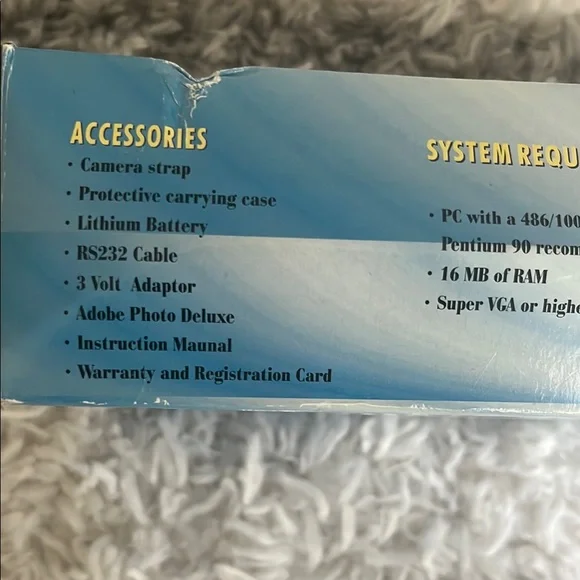 ACCESSORIES
• Camera strap
• Protective carrying case
• Lithium Battery
• RS232 Cable
• 3 Volt Adaptor
• Adobe Photo Deluxe
• Instruction Maunal
• Warranty and Registration Card
SYSTEM REQU
• PC with a 486/100
Pentium 90 recom
• 16 MB of RAM
• Super VGA or highe